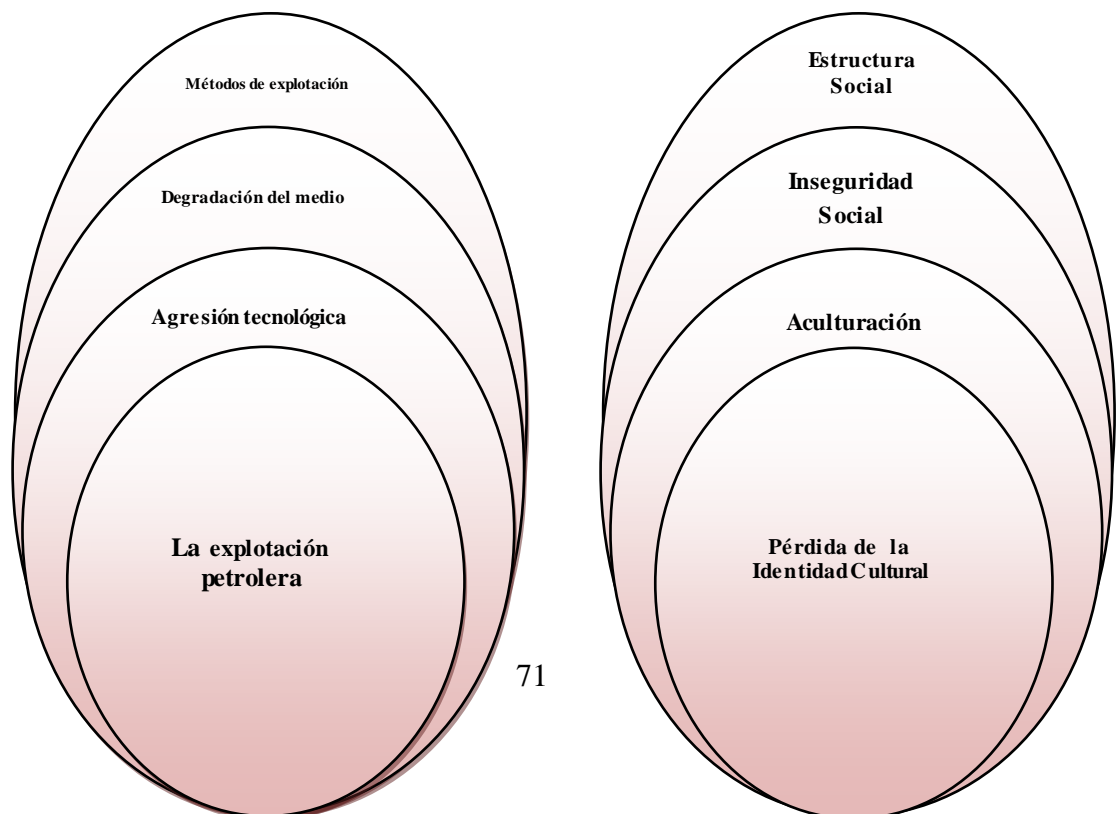 Métodos de explotación
Degradación del medio
Agresión tecnológica
La explotación
petrolera
Estructura
Social
Inseguridad
Social
Aculturación
Pérdida de la
Identidad Cultural
71